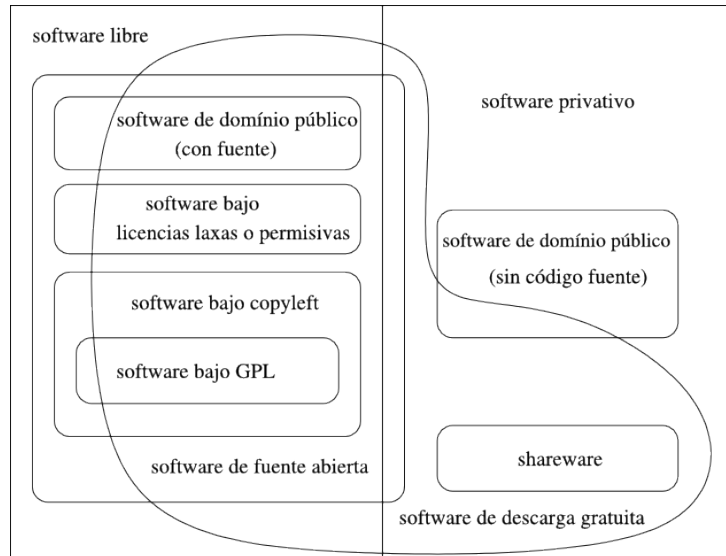 software libre
software privativo
software de domínio público
(con fuente)
software bajo
licencias laxas o permisivas
software de domínio público
(sin código fuente)
software bajo copyleft
software bajo GPL
software de fuente abierta
shareware
software de descarga gratuita